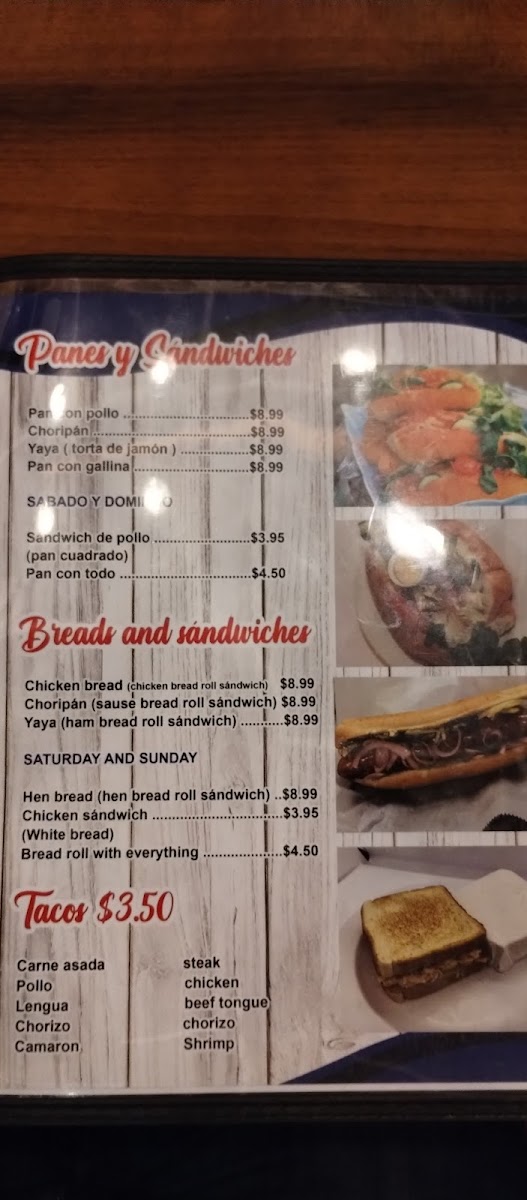 Panes y Sándwiches
Pan con pollo ..............................$8.99
Choripán.....................................$8.99
Yaya ( torta de jamón ) ................$8.99
Pan con gallina ...........................$8.99
SABADO Y DOMINGO
Sándwich de pollo .......................$3.95
(pan cuadrado)
Pan con todo ...............................$4.50
Breads and sándwiches
Chicken bread (chicken bread roll sándwich) $8.99
Choripán (sause bread roll sándwich) $8.99
Yaya (ham bread roll sándwich) ...........$8.99
SATURDAY AND SUNDAY
Hen bread (hen bread roll sándwich) ..$8.99
Chicken sándwich ...............................$3.95
(White bread)
Bread roll with everything ...................$4.50
Tacos $3.50
Carne asada steak
Pollo chicken
Lengua beef tongue
Chorizo chorizo
Camaron Shrimp